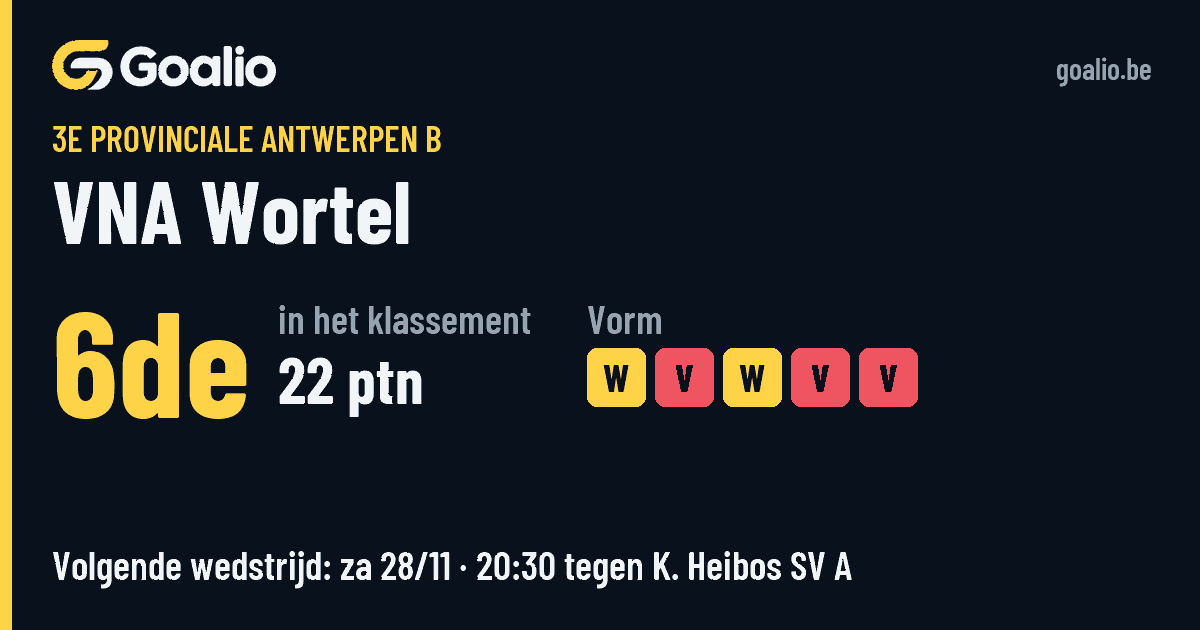 Goalio
goalio.be
3E PROVINCIALE ANTWERPEN B
VNA Wortel
6de
in het klassement
22 ptn
Vorm
W V W V V
Volgende wedstrijd: za 28/11 · 20:30 tegen K. Heibos SV A